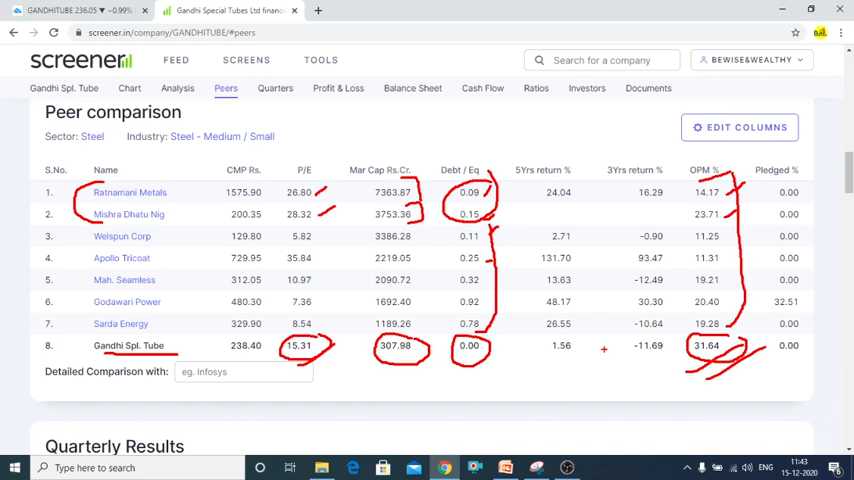 GANDHITUBE 236.05 ▼ −0.99%
Gandhi Special Tubes Ltd financ
screener.in/company/GANDHITUBE/#peers
screener
FEED
SCREENS
TOOLS
Search for a company
BEWISE&WEALTHY
Gandhi Spl. Tube Chart Analysis Peers Quarters Profit & Loss Balance Sheet Cash Flow Ratios Investors Documents
Peer comparison
Sector: Steel Industry: Steel - Medium / Small
EDIT COLUMNS
S.No. Name CMP Rs. P/E Mar Cap Rs.Cr. Debt / Eq 5Yrs return % 3Yrs return % OPM % Pledged %
1. Ratnamani Metals 1575.90 26.80 7363.87 0.09 24.04 16.29 14.17 0.00
2. Mishra Dhatu Nig 200.35 28.32 3753.36 0.15 23.71 0.00
3. Welspun Corp 129.80 5.82 3386.28 0.11 2.71 -0.90 11.25 0.00
4. Apollo Tricoat 729.95 35.84 2219.05 0.25 131.70 93.47 11.31 0.00
5. Mah. Seamless 312.05 10.97 2090.72 0.32 13.63 -12.49 19.21 0.00
6. Godawari Power 480.30 7.36 1692.40 0.92 48.17 30.30 20.40 32.51
7. Sarda Energy 329.90 8.54 1189.26 0.78 26.55 -10.64 19.28 0.00
8. Gandhi Spl. Tube 238.40 15.31 307.98 0.00 1.56 -11.69 31.64 0.00
Detailed Comparison with: eg. Infosys
Quarterly Results
Type here to search
ENG
11:43
15-12-2020